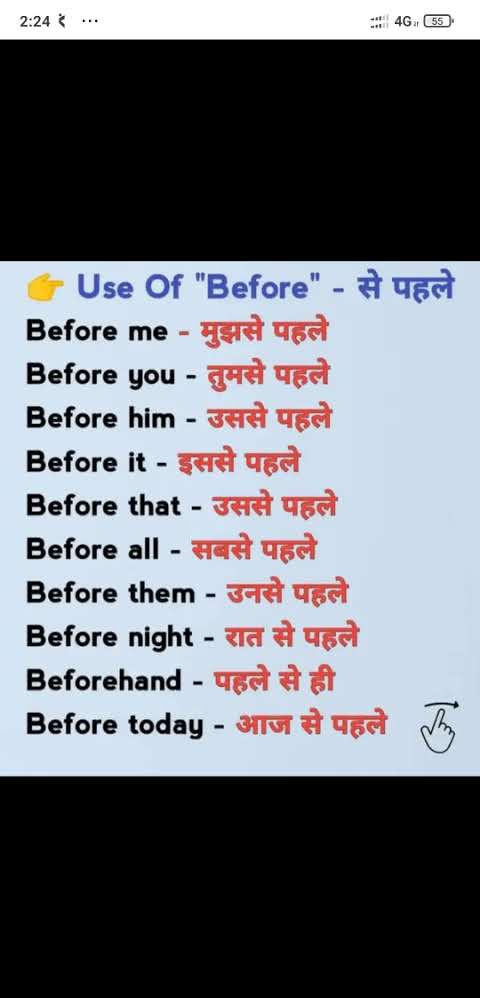 2:24
4G
55
👉 Use Of "Before" - से पहले
Before me - मुझसे पहले
Before you - तुमसे पहले
Before him - उससे पहले
Before it - इससे पहले
Before that - उससे पहले
Before all - सबसे पहले
Before them - उनसे पहले
Before night - रात से पहले
Beforehand - पहले से ही
Before today - आज से पहले